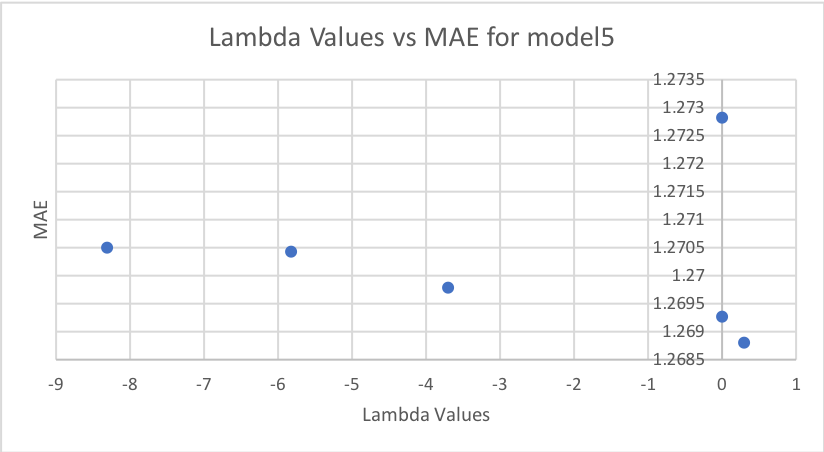 Lambda Values vs MAE for model5
1.2735
1.273
1.2725
1.272
1.2715
1.271
1.2705
1.27
1.2695
1.269
1.2685
MAE
-9 -8 -7 -6 -5 -4 -3 -2 -1 0 1
Lambda Values